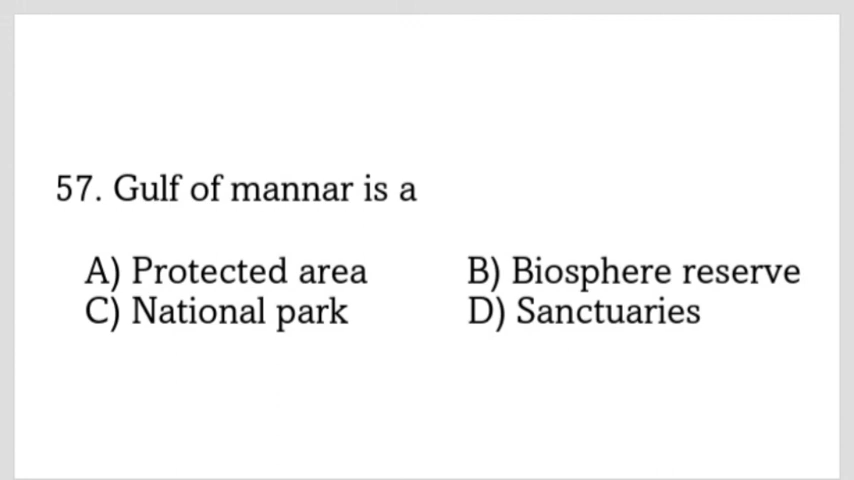 57. Gulf of mannar is a
A) Protected area B) Biosphere reserve
C) National park D) Sanctuaries